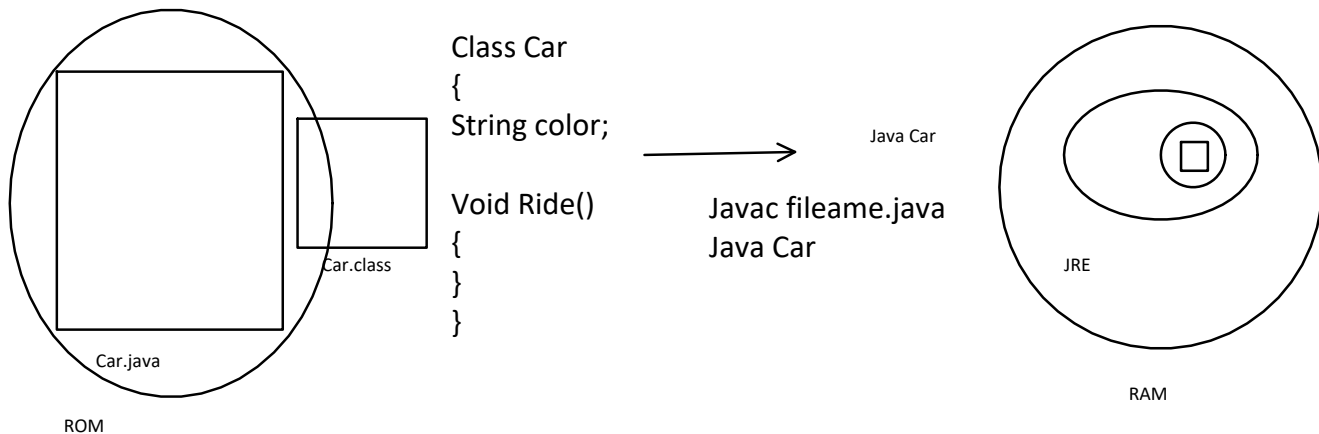 Class Car
{
String color;
Void Ride()
{
}
}
Car.class
Car.java
ROM
Java Car
Javac fileame.java
Java Car
JRE
RAM